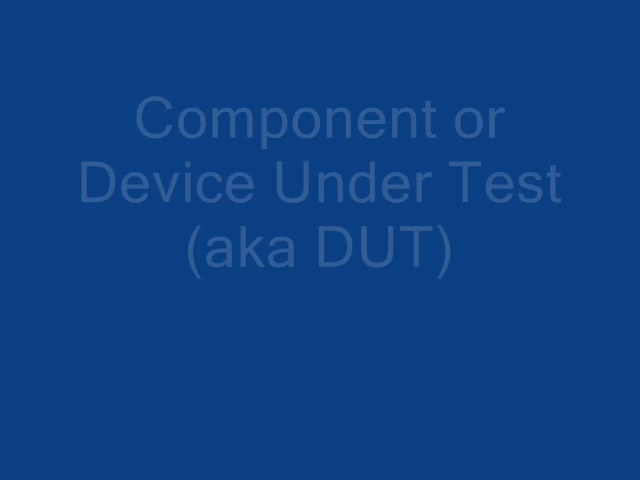 Component or
Device Under Test
(aka DUT)